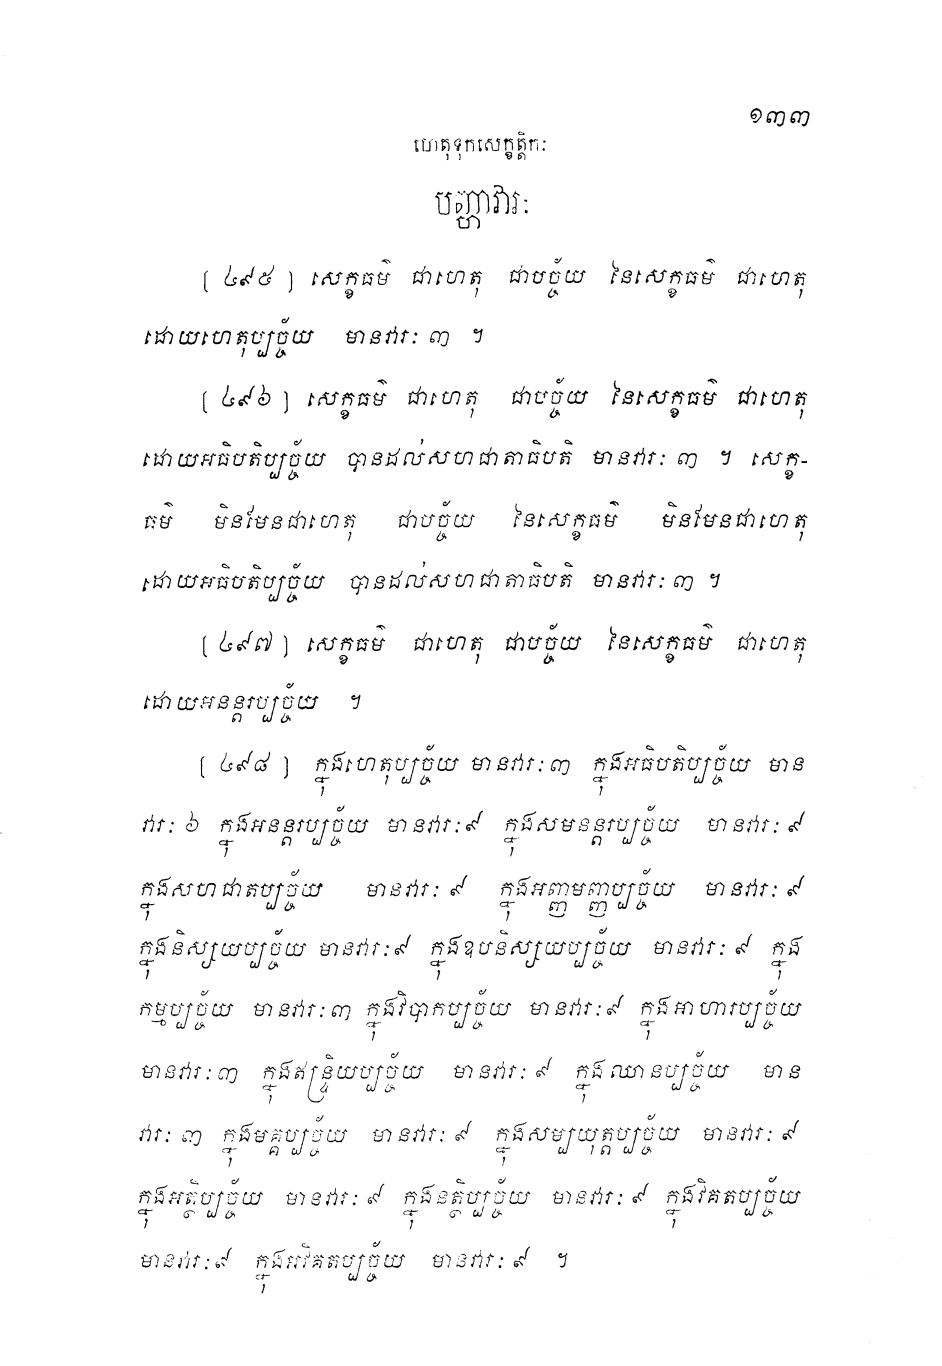 ១៣៣
ហេតុទុកសេក្ខត្តិកៈ
បញ្ហាវារៈ
[ ៤៩៥ ] សេក្ខធម៌ ជាហេតុ ជាបច្ច័យ នៃសេក្ខធម៌ ជាហេតុ
ដោយហេតុប្បច្ច័យ មានវារៈ ៣ ។
[ ៤៩៦ ] សេក្ខធម៌ ជាហេតុ ជាបច្ច័យ នៃសេក្ខធម៌ ជាហេតុ
ដោយអធិបតិប្បច្ច័យ បានដល់សហជាតាធិបតិ មានវារៈ ៣ ។ សេក្ខ-
ធម៌ មិនមែនជាហេតុ ជាបច្ច័យ នៃសេក្ខធម៌ មិនមែនជាហេតុ
ដោយអធិបតិប្បច្ច័យ បានដល់សហជាតាធិបតិ មានវារៈ ៣ ។
[ ៤៩៧ ] សេក្ខធម៌ ជាហេតុ ជាបច្ច័យ នៃសេក្ខធម៌ ជាហេតុ
ដោយអនន្តរប្បច្ច័យ ។
[ ៤៩៨ ] ក្នុងហេតុប្បច្ច័យ មានវារៈ ៣ ក្នុងអធិបតិប្បច្ច័យ មាន
វារៈ ៦ ក្នុងអនន្តរប្បច្ច័យ មានវារៈ ៩ ក្នុងសមនន្តរប្បច្ច័យ មានវារៈ ៩
ក្នុងសហជាតប្បច្ច័យ មានវារៈ ៩ ក្នុងអញ្ញមញ្ញប្បច្ច័យ មានវារៈ ៩
ក្នុងនិស្សយប្បច្ច័យ មានវារៈ ៩ ក្នុងឧបនិស្សយប្បច្ច័យ មានវារៈ ៩ ក្នុង
កម្មប្បច្ច័យ មានវារៈ ៣ ក្នុងវិបាកប្បច្ច័យ មានវារៈ ៩ ក្នុងអាហារប្បច្ច័យ
មានវារៈ ៣ ក្នុងឥន្ទ្រិយប្បច្ច័យ មានវារៈ ៩ ក្នុងឈានប្បច្ច័យ មាន
វារៈ ៣ ក្នុងមគ្គប្បច្ច័យ មានវារៈ ៩ ក្នុងសម្បយុត្តប្បច្ច័យ មានវារៈ ៩
ក្នុងអត្ថិប្បច្ច័យ មានវារៈ ៩ ក្នុងនត្ថិប្បច្ច័យ មានវារៈ ៩ ក្នុងវិគតប្បច្ច័យ
មានវារៈ ៩ ក្នុងអវិគតប្បច្ច័យ មានវារៈ ៩ ។